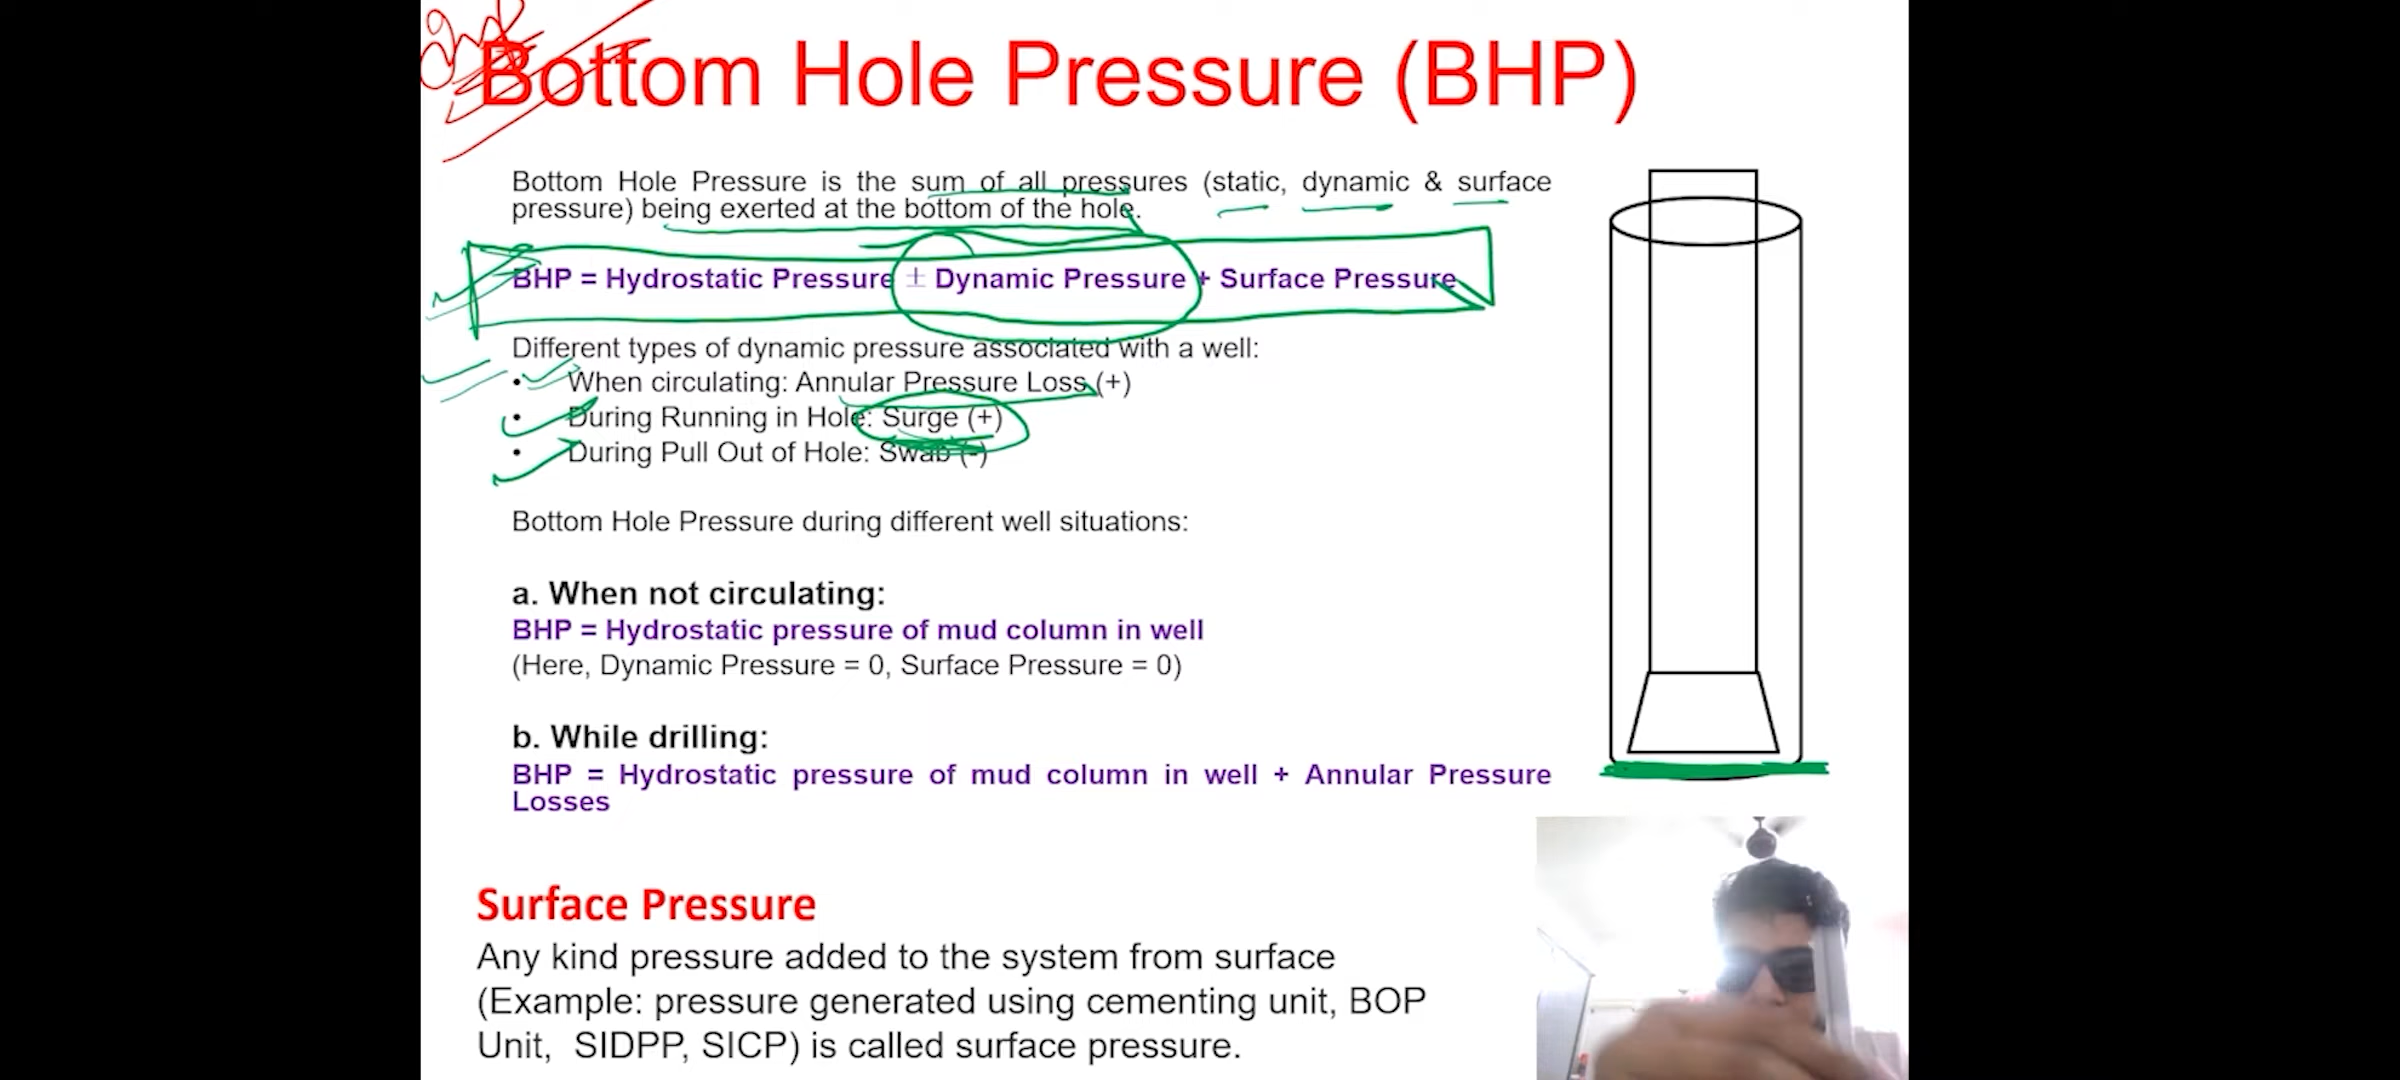 Bottom Hole Pressure (BHP)
Bottom Hole Pressure is the sum of all pressures (static, dynamic & surface
pressure) being exerted at the bottom of the hole.
BHP = Hydrostatic Pressure ± Dynamic Pressure + Surface Pressure
Different types of dynamic pressure associated with a well:
• When circulating: Annular Pressure Loss (+)
• During Running in Hole: Surge (+)
• During Pull Out of Hole: Swab (-)
Bottom Hole Pressure during different well situations:
a. When not circulating:
BHP = Hydrostatic pressure of mud column in well
(Here, Dynamic Pressure = 0, Surface Pressure = 0)
b. While drilling:
BHP = Hydrostatic pressure of mud column in well + Annular Pressure
Losses
Surface Pressure
Any kind pressure added to the system from surface
(Example: pressure generated using cementing unit, BOP
Unit, SIDPP, SICP) is called surface pressure.